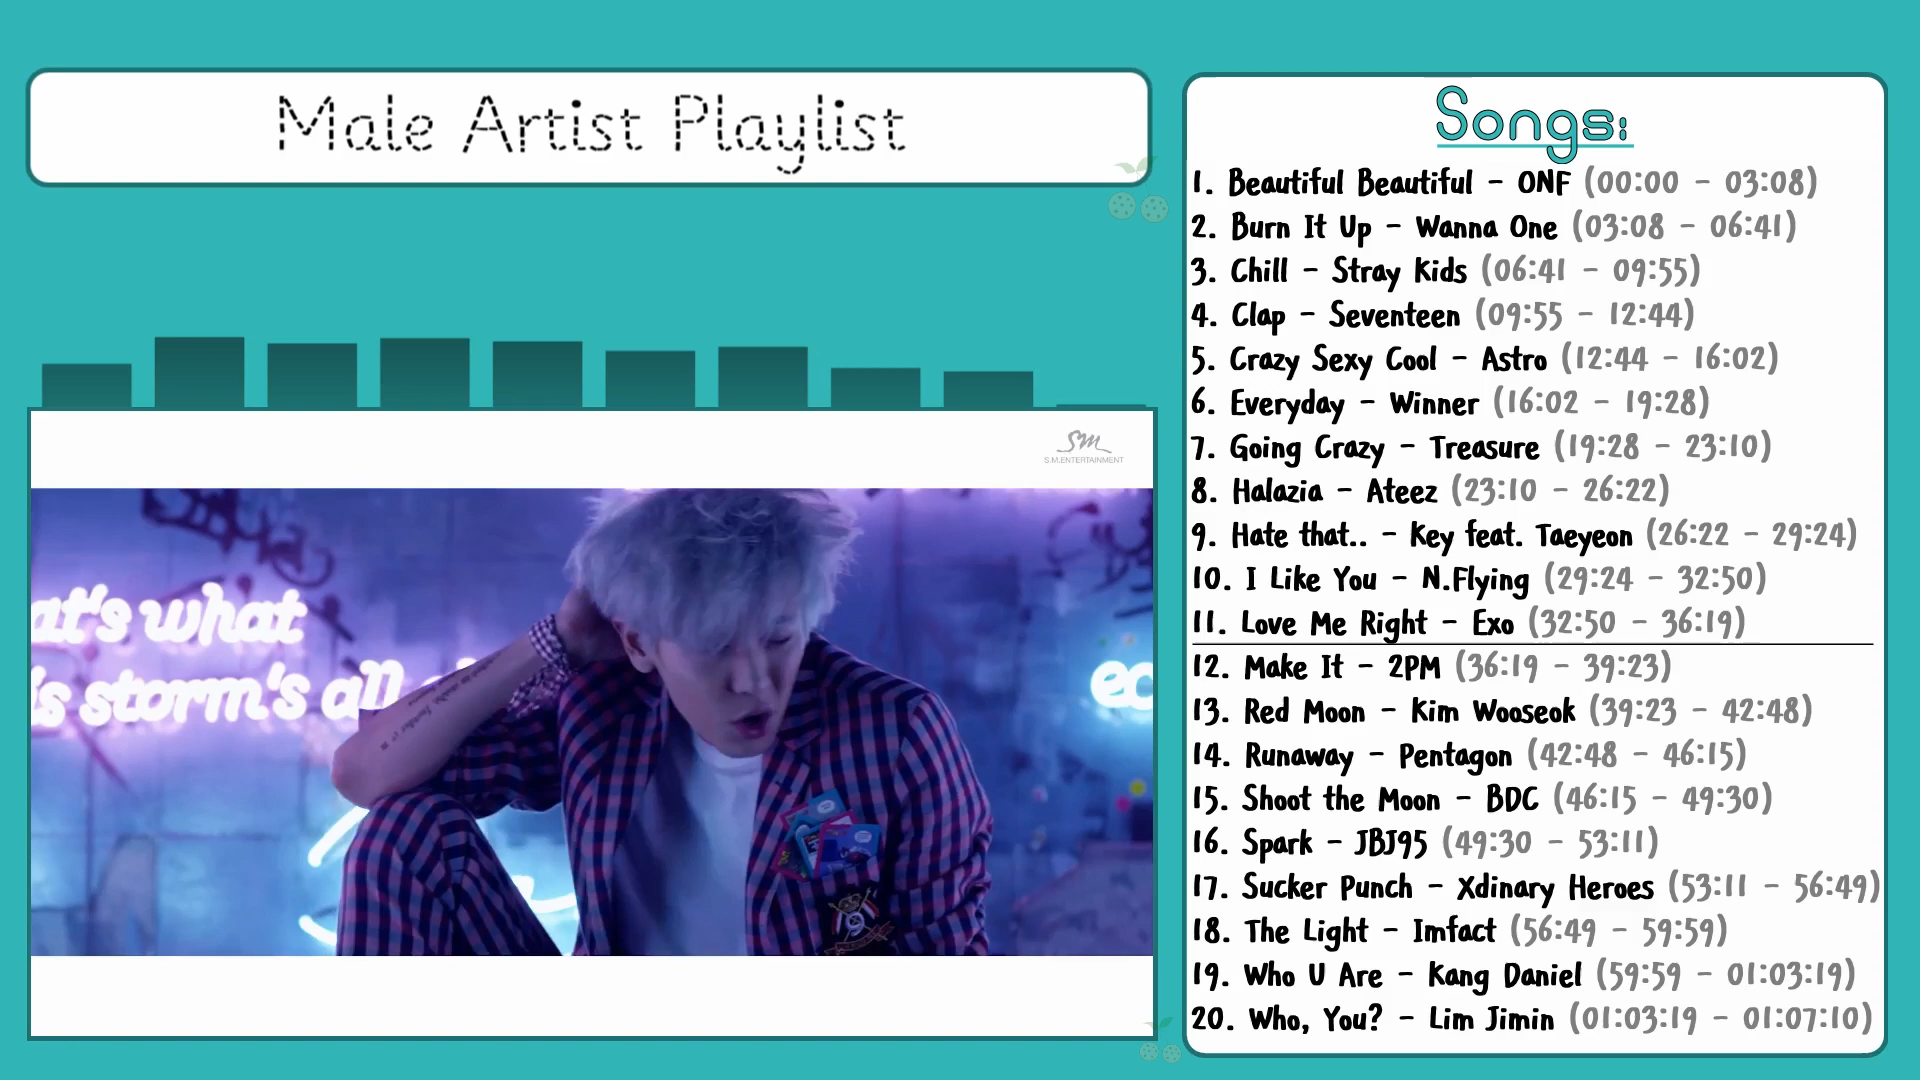 Male Artist Playlist
Songs:
1. Beautiful Beautiful - ONF (00:00 - 03:08)
2. Burn It Up - Wanna One (03:08 - 06:41)
3. Chill - Stray Kids (06:41 - 09:55)
4. Clap - Seventeen (09:55 - 12:44)
5. Crazy Sexy Cool - Astro (12:44 - 16:02)
6. Everyday - Winner (16:02 - 19:28)
7. Going Crazy - Treasure (19:28 - 23:10)
8. Halazia - Ateez (23:10 - 26:22)
9. Hate that.. - Key feat. Taeyeon (26:22 - 29:24)
10. I Like You - N.Flying (29:24 - 32:50)
11. Love Me Right - Exo (32:50 - 36:19)
12. Make It - 2PM (36:19 - 39:23)
13. Red Moon - Kim Wooseok (39:23 - 42:48)
14. Runaway - Pentagon (42:48 - 46:15)
15. Shoot the Moon - BDC (46:15 - 49:30)
16. Spark - JBJ95 (49:30 - 53:11)
17. Sucker Punch - Xdinary Heroes (53:11 - 56:49)
18. The Light - Imfact (56:49 - 59:59)
19. Who U Are - Kang Daniel (59:59 - 01:03:19)
20. Who, You? - Lim Jimin (01:03:19 - 01:07:10)
SM
S.M.ENTERTAINMENT
at's what
is storm's all